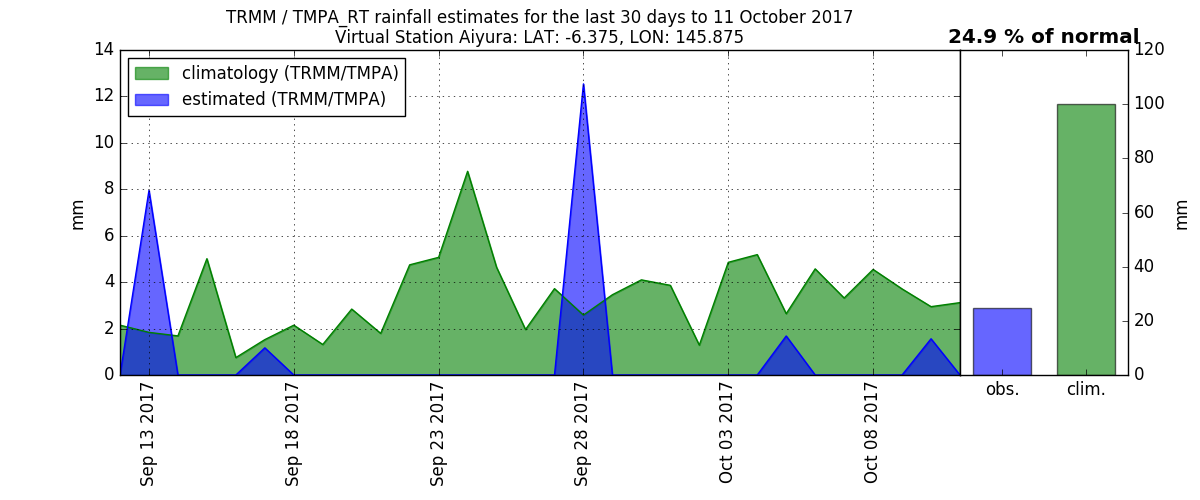 TRMM / TMPA_RT rainfall estimates for the last 30 days to 11 October 2017
Virtual Station Aiyura: LAT: -6.375, LON: 145.875
24.9 % of normal
climatology (TRMM/TMPA)
estimated (TRMM/TMPA)
14
12
10
8
6
4
2
0
mm
Sep 13 2017
Sep 18 2017
Sep 23 2017
Sep 28 2017
Oct 03 2017
Oct 08 2017
obs.
clim.
120
100
80
60
40
20
0
mm